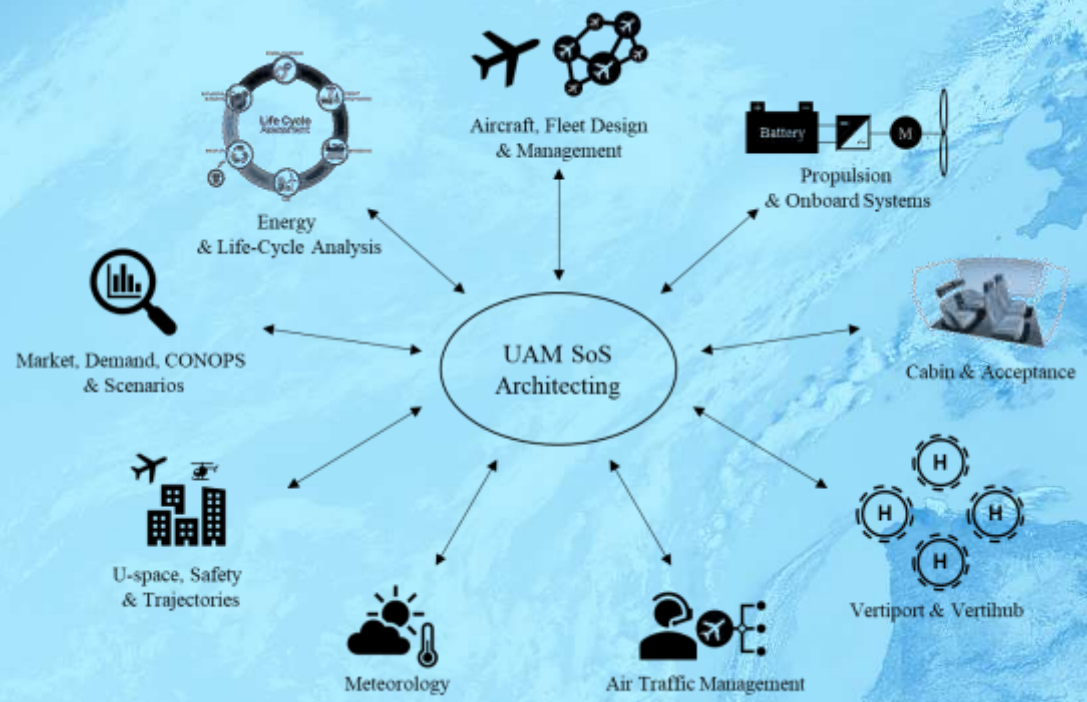 Aircraft, Fleet Design
& Management
Life Cycle
Assessment
Energy
& Life-Cycle Analysis
Battery
M
Propulsion
& Onboard Systems
Market, Demand, CONOPS
& Scenarios
UAM SoS
Architecting
Cabin & Acceptance
U-space, Safety
& Trajectories
H
H
H
H
Vertiport & Vertihub
Meteorology
Air Traffic Management